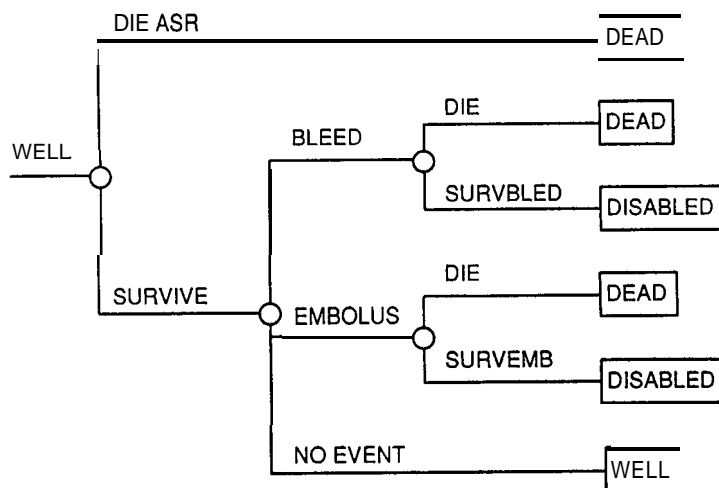 DIE ASR
DEAD
DIE
DEAD
BLEED
WELL
SURVBLED
DISABLED
DIE
DEAD
SURVIVE
EMBOLUS
SURVEMB
DISABLED
NO EVENT
WELL